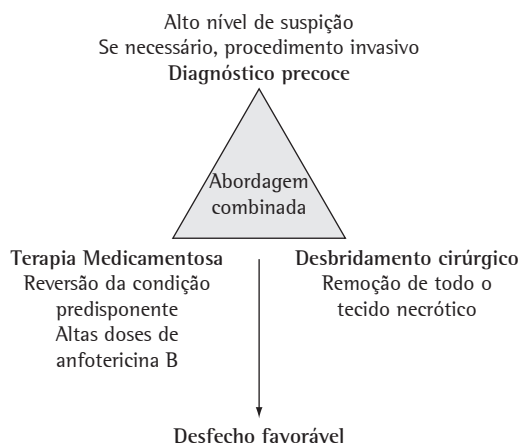 Alto nível de suspição
Se necessário, procedimento invasivo
Diagnóstico precoce
Abordagem
combinada
Terapia Medicamentosa
Reversão da condição
predisponente
Altas doses de
anfotericina B
Desbridamento cirúrgico
Remoção de todo o
tecido necrótico
Desfecho favorável